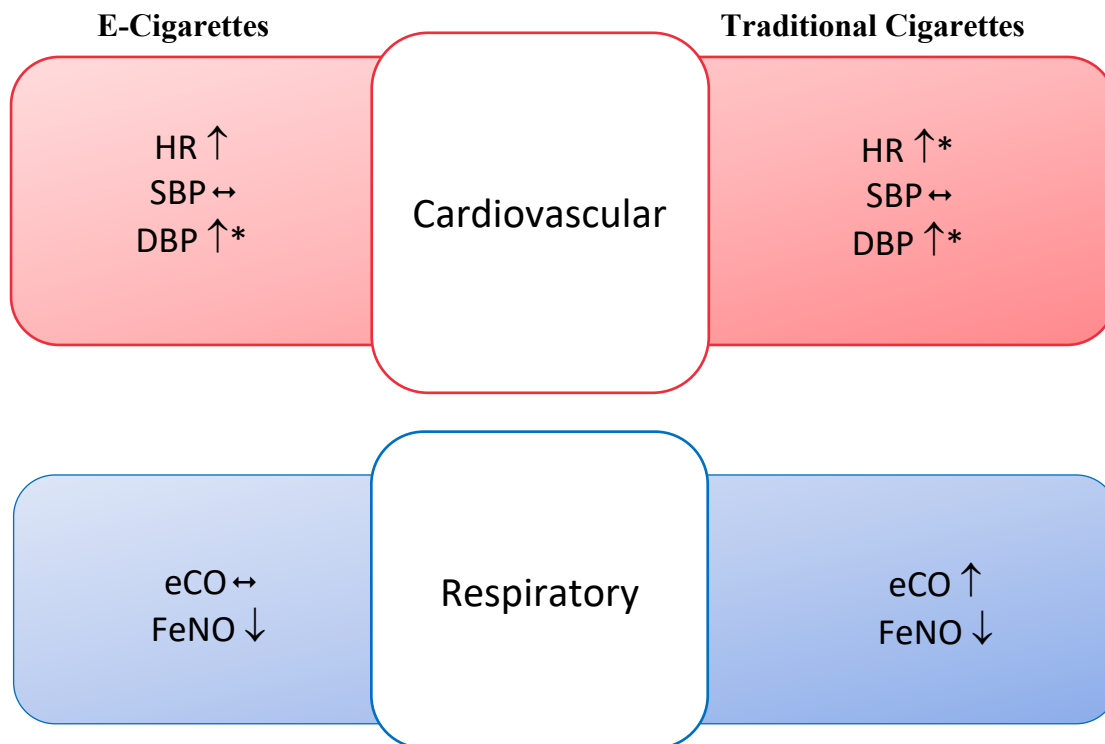 E-Cigarettes
Traditional Cigarettes
HR ↑
SBP ↔
DBP ↑*
Cardiovascular
HR ↑*
SBP ↔
DBP ↑*
eCO ↔
FeNO ↓
Respiratory
eCO ↑
FeNO ↓